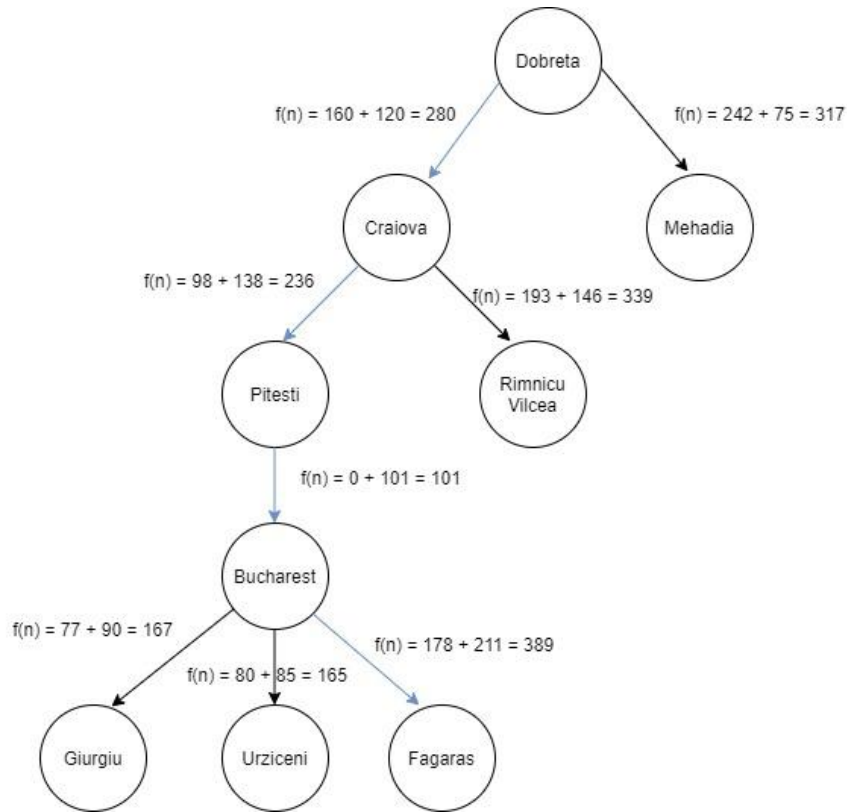 Dobreta
f(n) = 160 + 120 = 280
f(n) = 242 + 75 = 317
Craiova
Mehadia
f(n) = 98 + 138 = 236
f(n) = 193 + 146 = 339
Pitesti
Rimnicu
Vilcea
f(n) = 0 + 101 = 101
Bucharest
f(n) = 77 + 90 = 167
f(n) = 80 + 85 = 165
f(n) = 178 + 211 = 389
Giurgiu
Urziceni
Fagaras